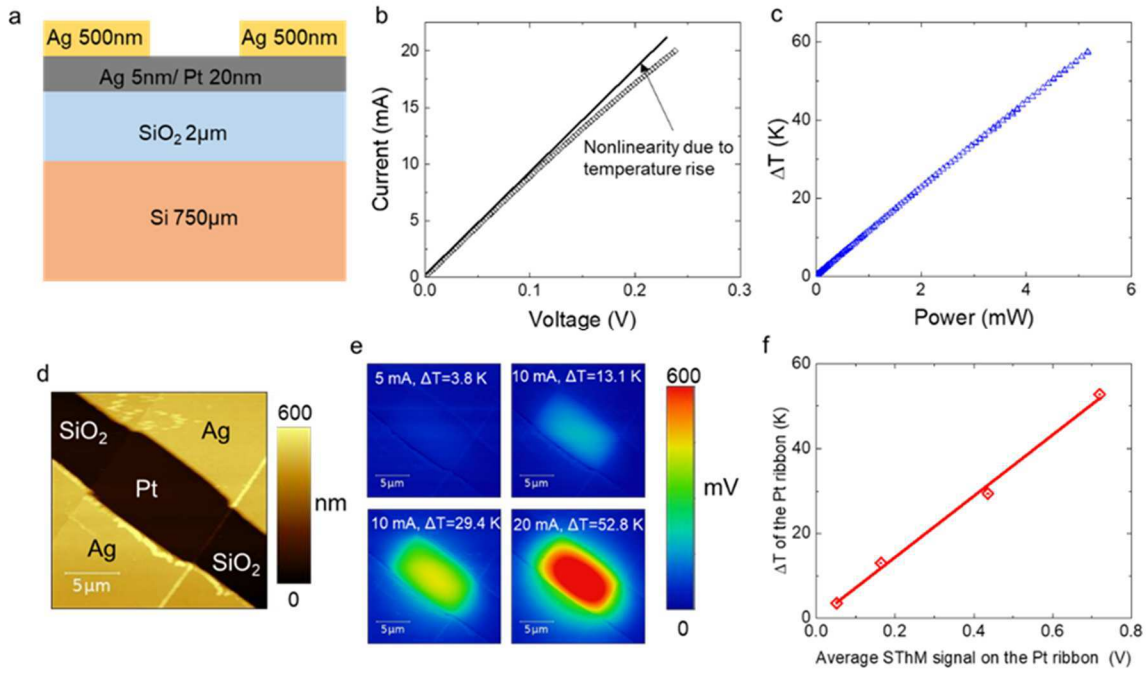 a
Ag 500nm
Ag 500nm
Ag 5nm/ Pt 20nm
SiO2 2μm
Si 750μm
b
20
15
10
5
0
0.0
0.1
0.2
0.3
Current (mA)
Voltage (V)
Nonlinearity due to
temperature rise
c
60
40
20
0
0
2
4
6
ΔT (K)
Power (mW)
d
SiO2
Ag
Pt
Ag
SiO2
5μm
600
nm
0
e
5 mA, ΔT=3.8 K
5μm
10 mA, ΔT=13.1 K
5μm
10 mA, ΔT=29.4 K
5μm
20 mA, ΔT=52.8 K
5μm
600
mV
0
f
60
40
20
0
0.0
0.2
0.4
0.6
0.8
ΔT of the Pt ribbon (K)
Average SThM signal on the Pt ribbon (V)